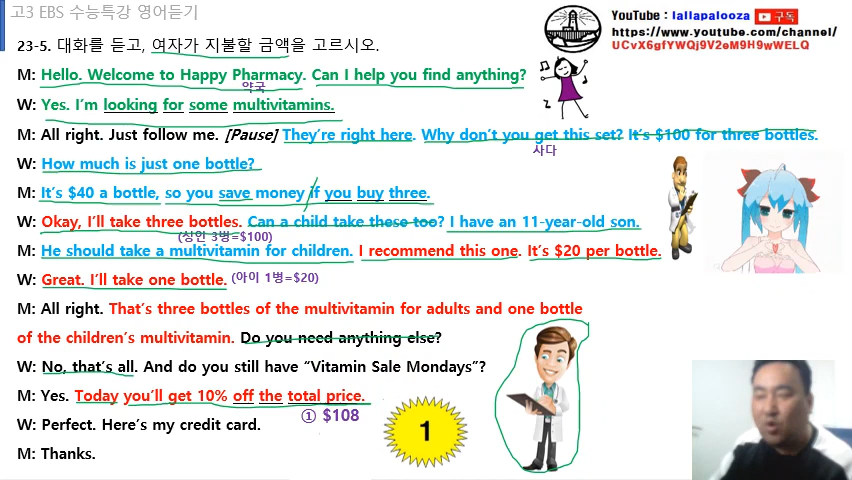 고3 EBS 수능특강 영어듣기
YouTube : lallapalooza 구독
https://www.youtube.com/channel/
UCvX6gfYWQj9V2eM9H9wWELQ
23-5. 대화를 듣고, 여자가 지불할 금액을 고르시오.
M: Hello. Welcome to Happy Pharmacy. Can I help you find anything?
약국
W: Yes. I'm looking for some multivitamins.
M: All right. Just follow me. [Pause] They're right here. Why don't you get this set? It's $100 for three bottles.
사다
W: How much is just one bottle?
M: It's $40 a bottle, so you save money if you buy three.
W: Okay, I'll take three bottles. Can a child take these too? I have an 11-year-old son.
(성인 3병=$100)
M: He should take a multivitamin for children. I recommend this one. It's $20 per bottle.
W: Great. I'll take one bottle. (아이 1병=$20)
M: All right. That's three bottles of the multivitamin for adults and one bottle
of the children's multivitamin. Do you need anything else?
W: No, that's all. And do you still have “Vitamin Sale Mondays”?
M: Yes. Today you'll get 10% off the total price.
① $108
1
W: Perfect. Here's my credit card.
M: Thanks.